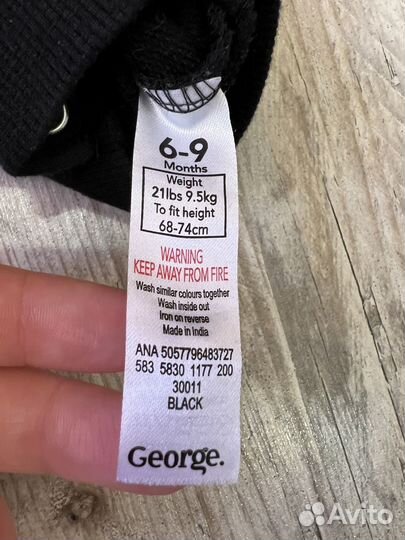 6-9
Months
Weight
21lbs 9.5kg
To fit height
68-74cm
WARNING
KEEP AWAY FROM FIRE
Wash similar colours together
Wash inside out
Iron on reverse
Made in India
ANA 5057796483727
583 5830 1177 200
30011
BLACK
George.
Avito